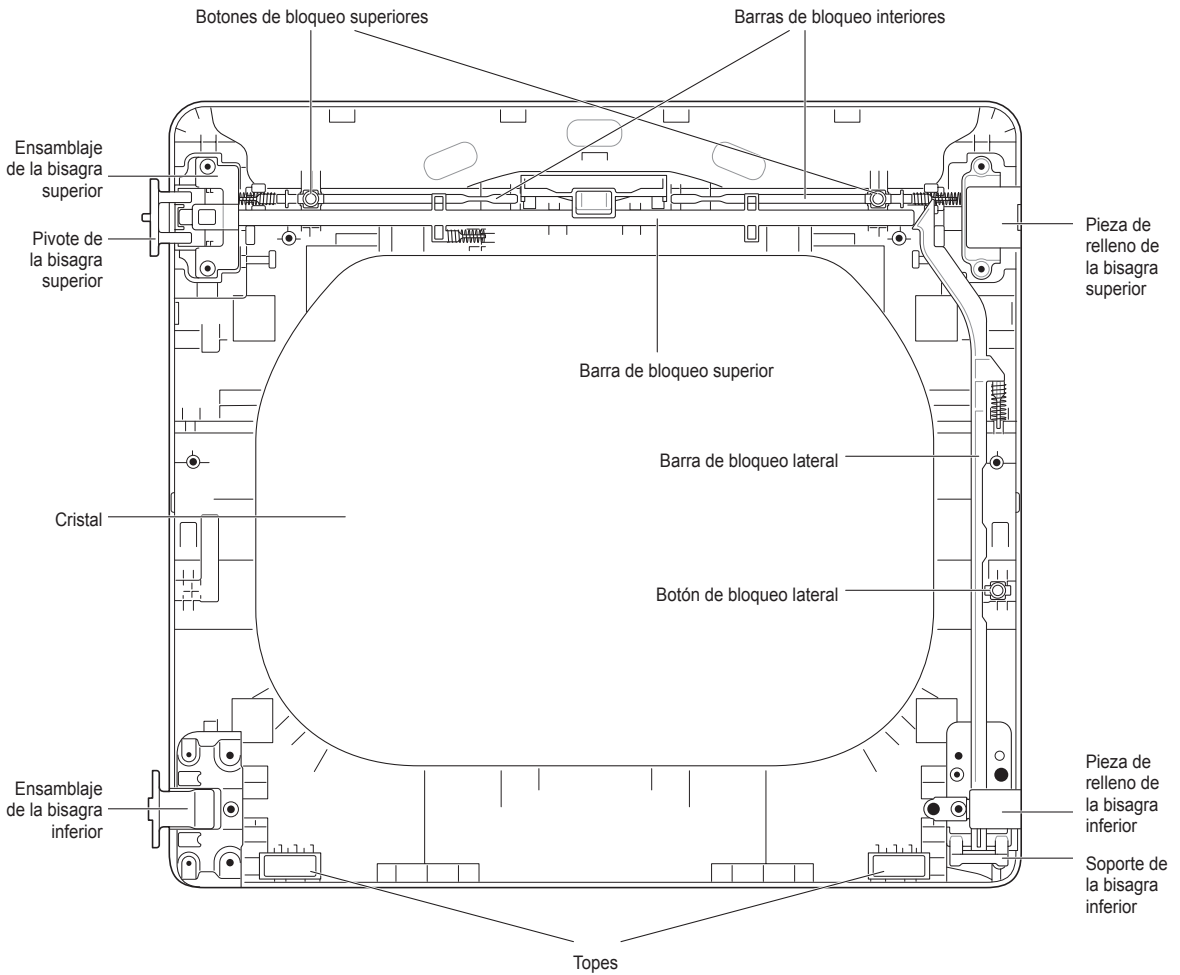 Botones de bloqueo superiores
Barras de bloqueo interiores
Ensamblaje
de la bisagra
superior
Pivote de
la bisagra
superior
Pieza de
relleno de
la bisagra
superior
Barra de bloqueo superior
Barra de bloqueo lateral
Cristal
Botón de bloqueo lateral
Ensamblaje
de la bisagra
inferior
Pieza de
relleno de
la bisagra
inferior
Soporte de
la bisagra
inferior
Topes